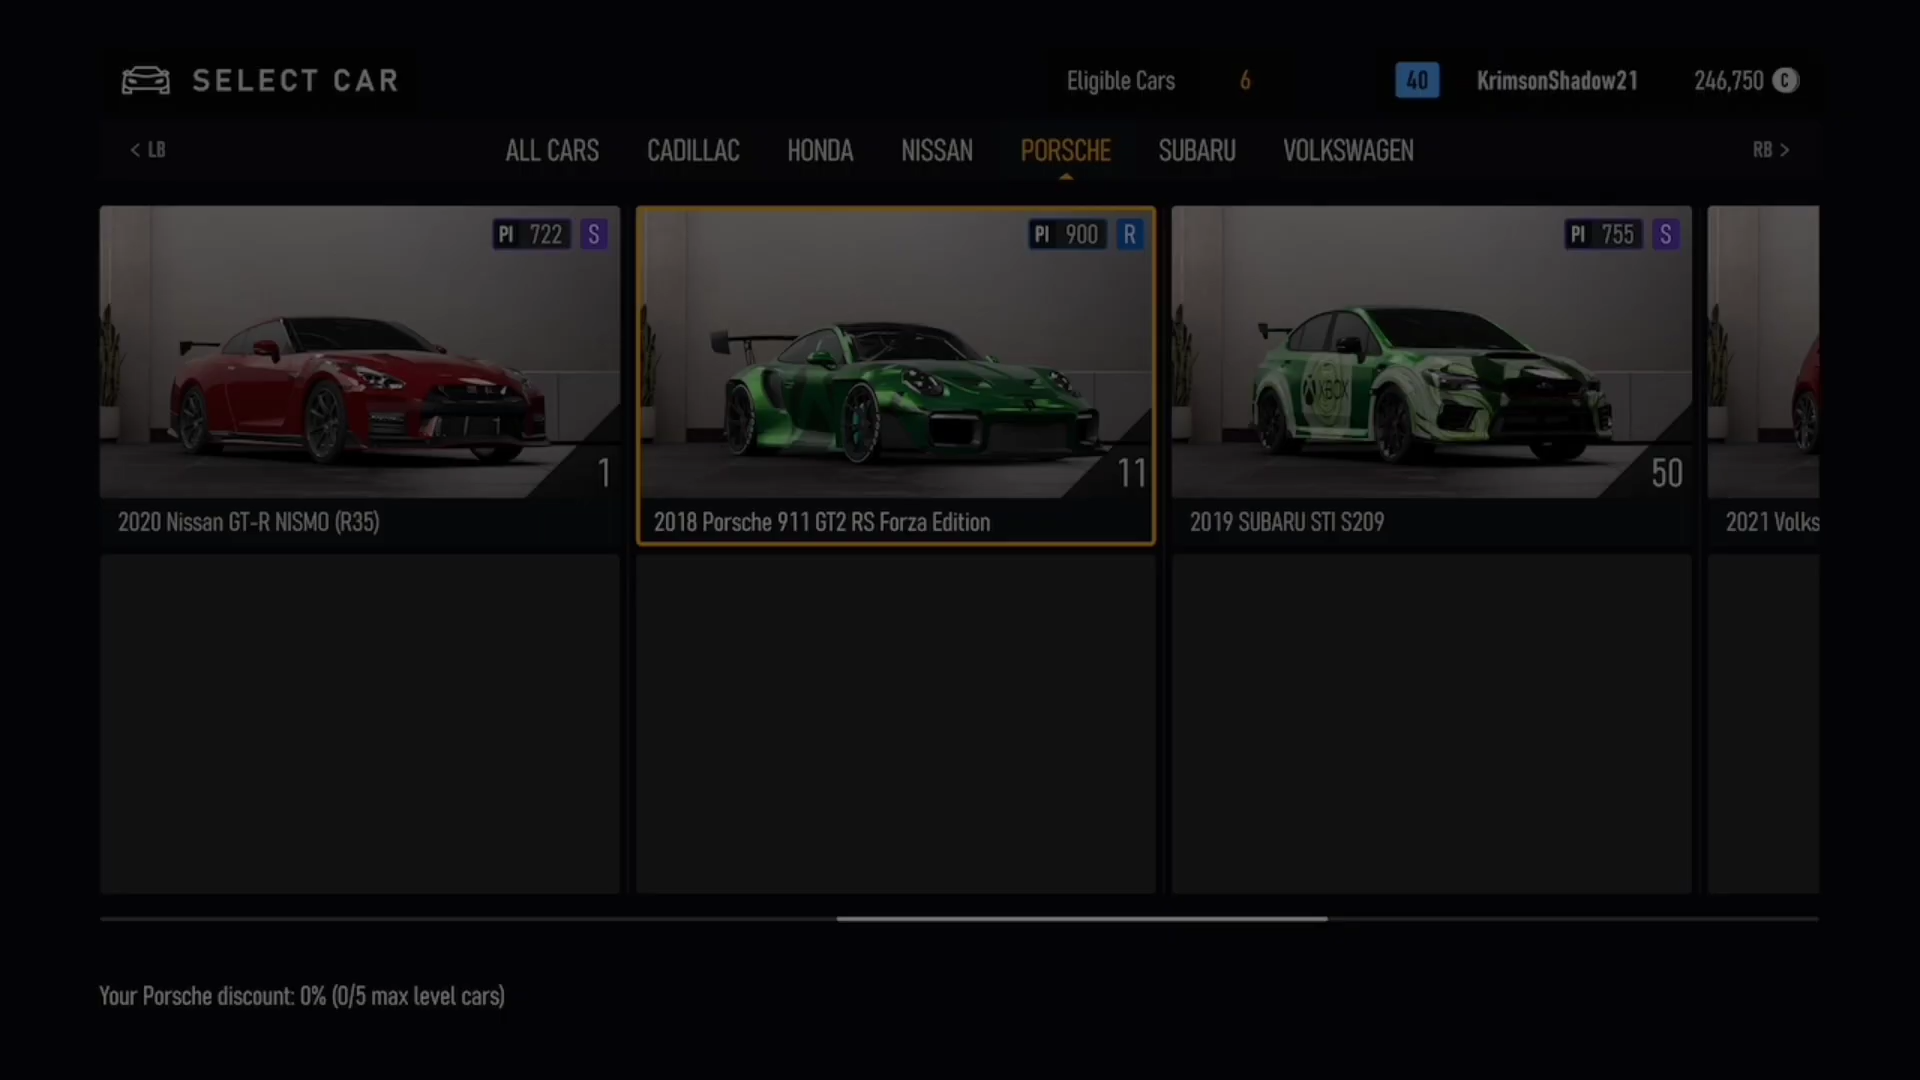 SELECT CAR
Eligible Cars 6
40 KrimsonShadow21 246,750 C
< LB ALL CARS CADILLAC HONDA NISSAN PORSCHE SUBARU VOLKSWAGEN RB >
PI 722 S
PI 900 R
PI 755 S
XBOX
1
11
50
2020 Nissan GT-R NISMO (R35)
2018 Porsche 911 GT2 RS Forza Edition
2019 SUBARU STI S209
2021 Volks
Your Porsche discount: 0% (0/5 max level cars)